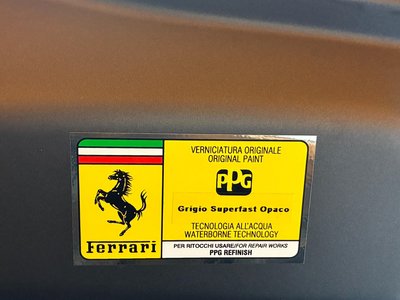 VERNICIATURA ORIGINALE
ORIGINAL PAINT
PPG
Grigio Superfast Opaco
TECNOLOGIA ALL'ACQUA
WATERBORNE TECHNOLOGY
Ferrari
PER RITOCCHI USARE/FOR REPAIR WORKS
PPG REFINISH